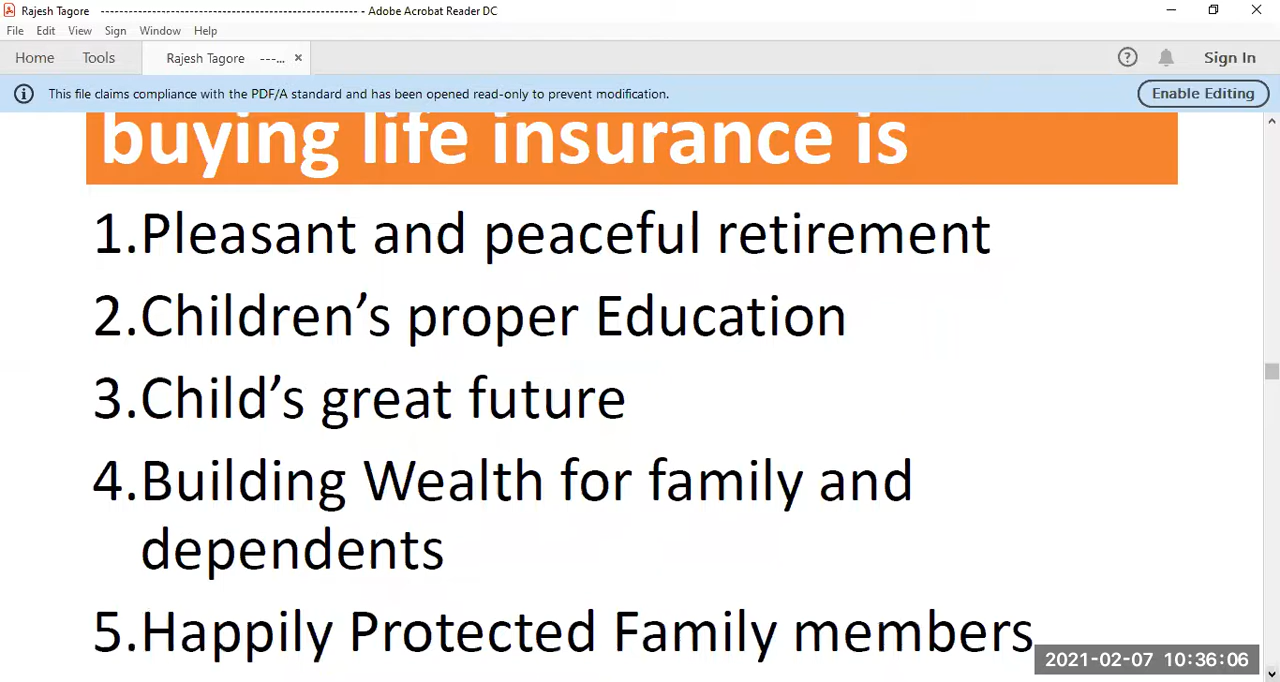 Rajesh Tagore ----------------------------------------------------- - Adobe Acrobat Reader DC
File Edit View Sign Window Help
Home Tools Rajesh Tagore ---... × Sign In
This file claims compliance with the PDF/A standard and has been opened read-only to prevent modification. Enable Editing
buying life insurance is
1.Pleasant and peaceful retirement
2.Children’s proper Education
3.Child’s great future
4.Building Wealth for family and
dependents
5.Happily Protected Family members
2021-02-07 10:36:06